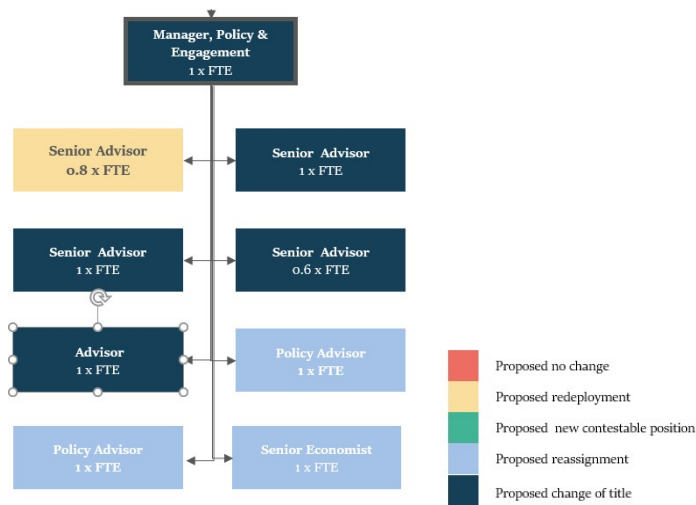 Manager, Policy &
Engagement
1 x FTE
Senior Advisor
0.8 x FTE
Senior Advisor
1 x FTE
Senior Advisor
1 x FTE
Senior Advisor
0.6 x FTE
Advisor
1 x FTE
Policy Advisor
1 x FTE
Policy Advisor
1 x FTE
Senior Economist
1 x FTE
Proposed no change
Proposed redeployment
Proposed new contestable position
Proposed reassignment
Proposed change of title